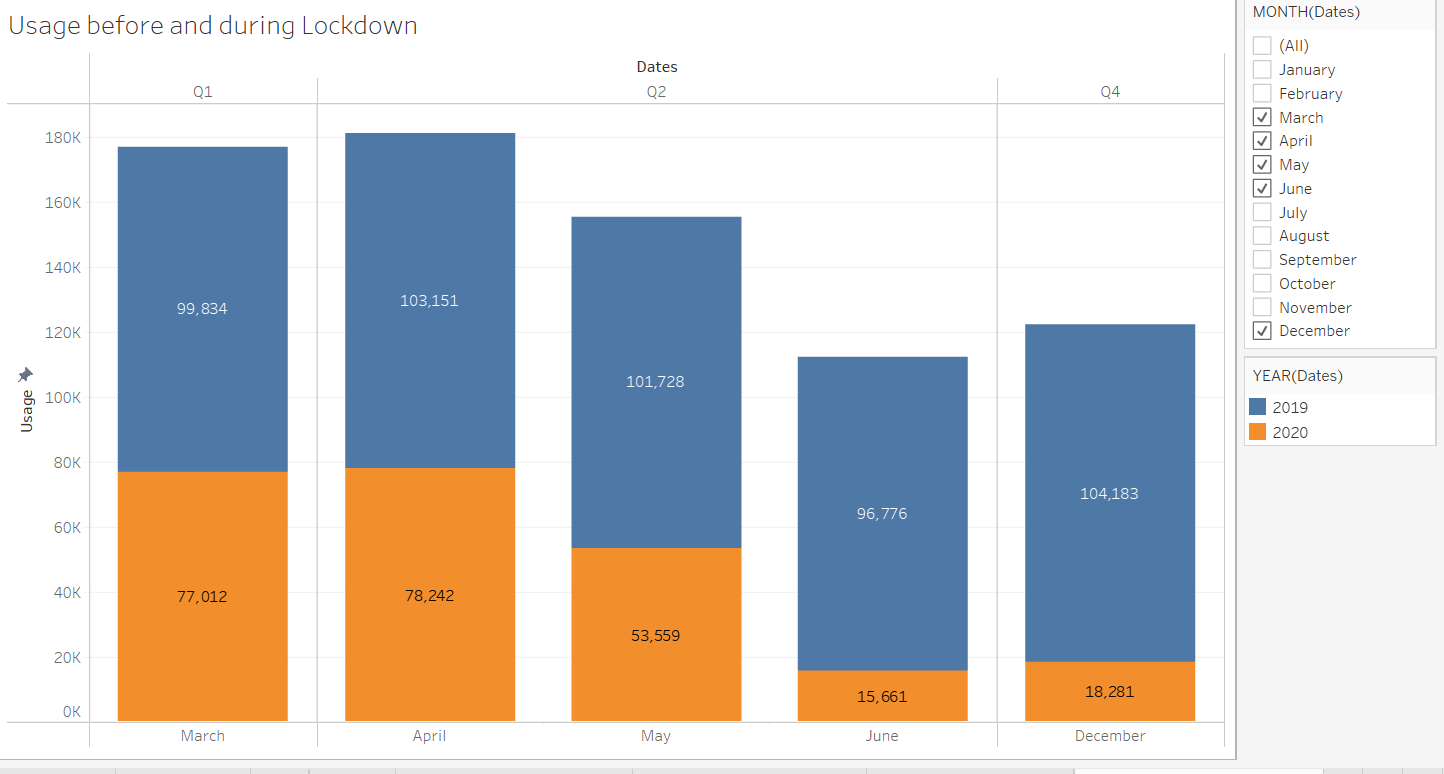 Usage before and during Lockdown
Dates
Q1 Q2 Q4
180K
160K
140K
120K
100K
80K
60K
40K
20K
0K
Usage
99,834
77,012
103,151
78,242
101,728
53,559
96,776
15,661
104,183
18,281
March April May June December
MONTH(Dates)
(All)
January
February
March
April
May
June
July
August
September
October
November
December
YEAR(Dates)
2019
2020